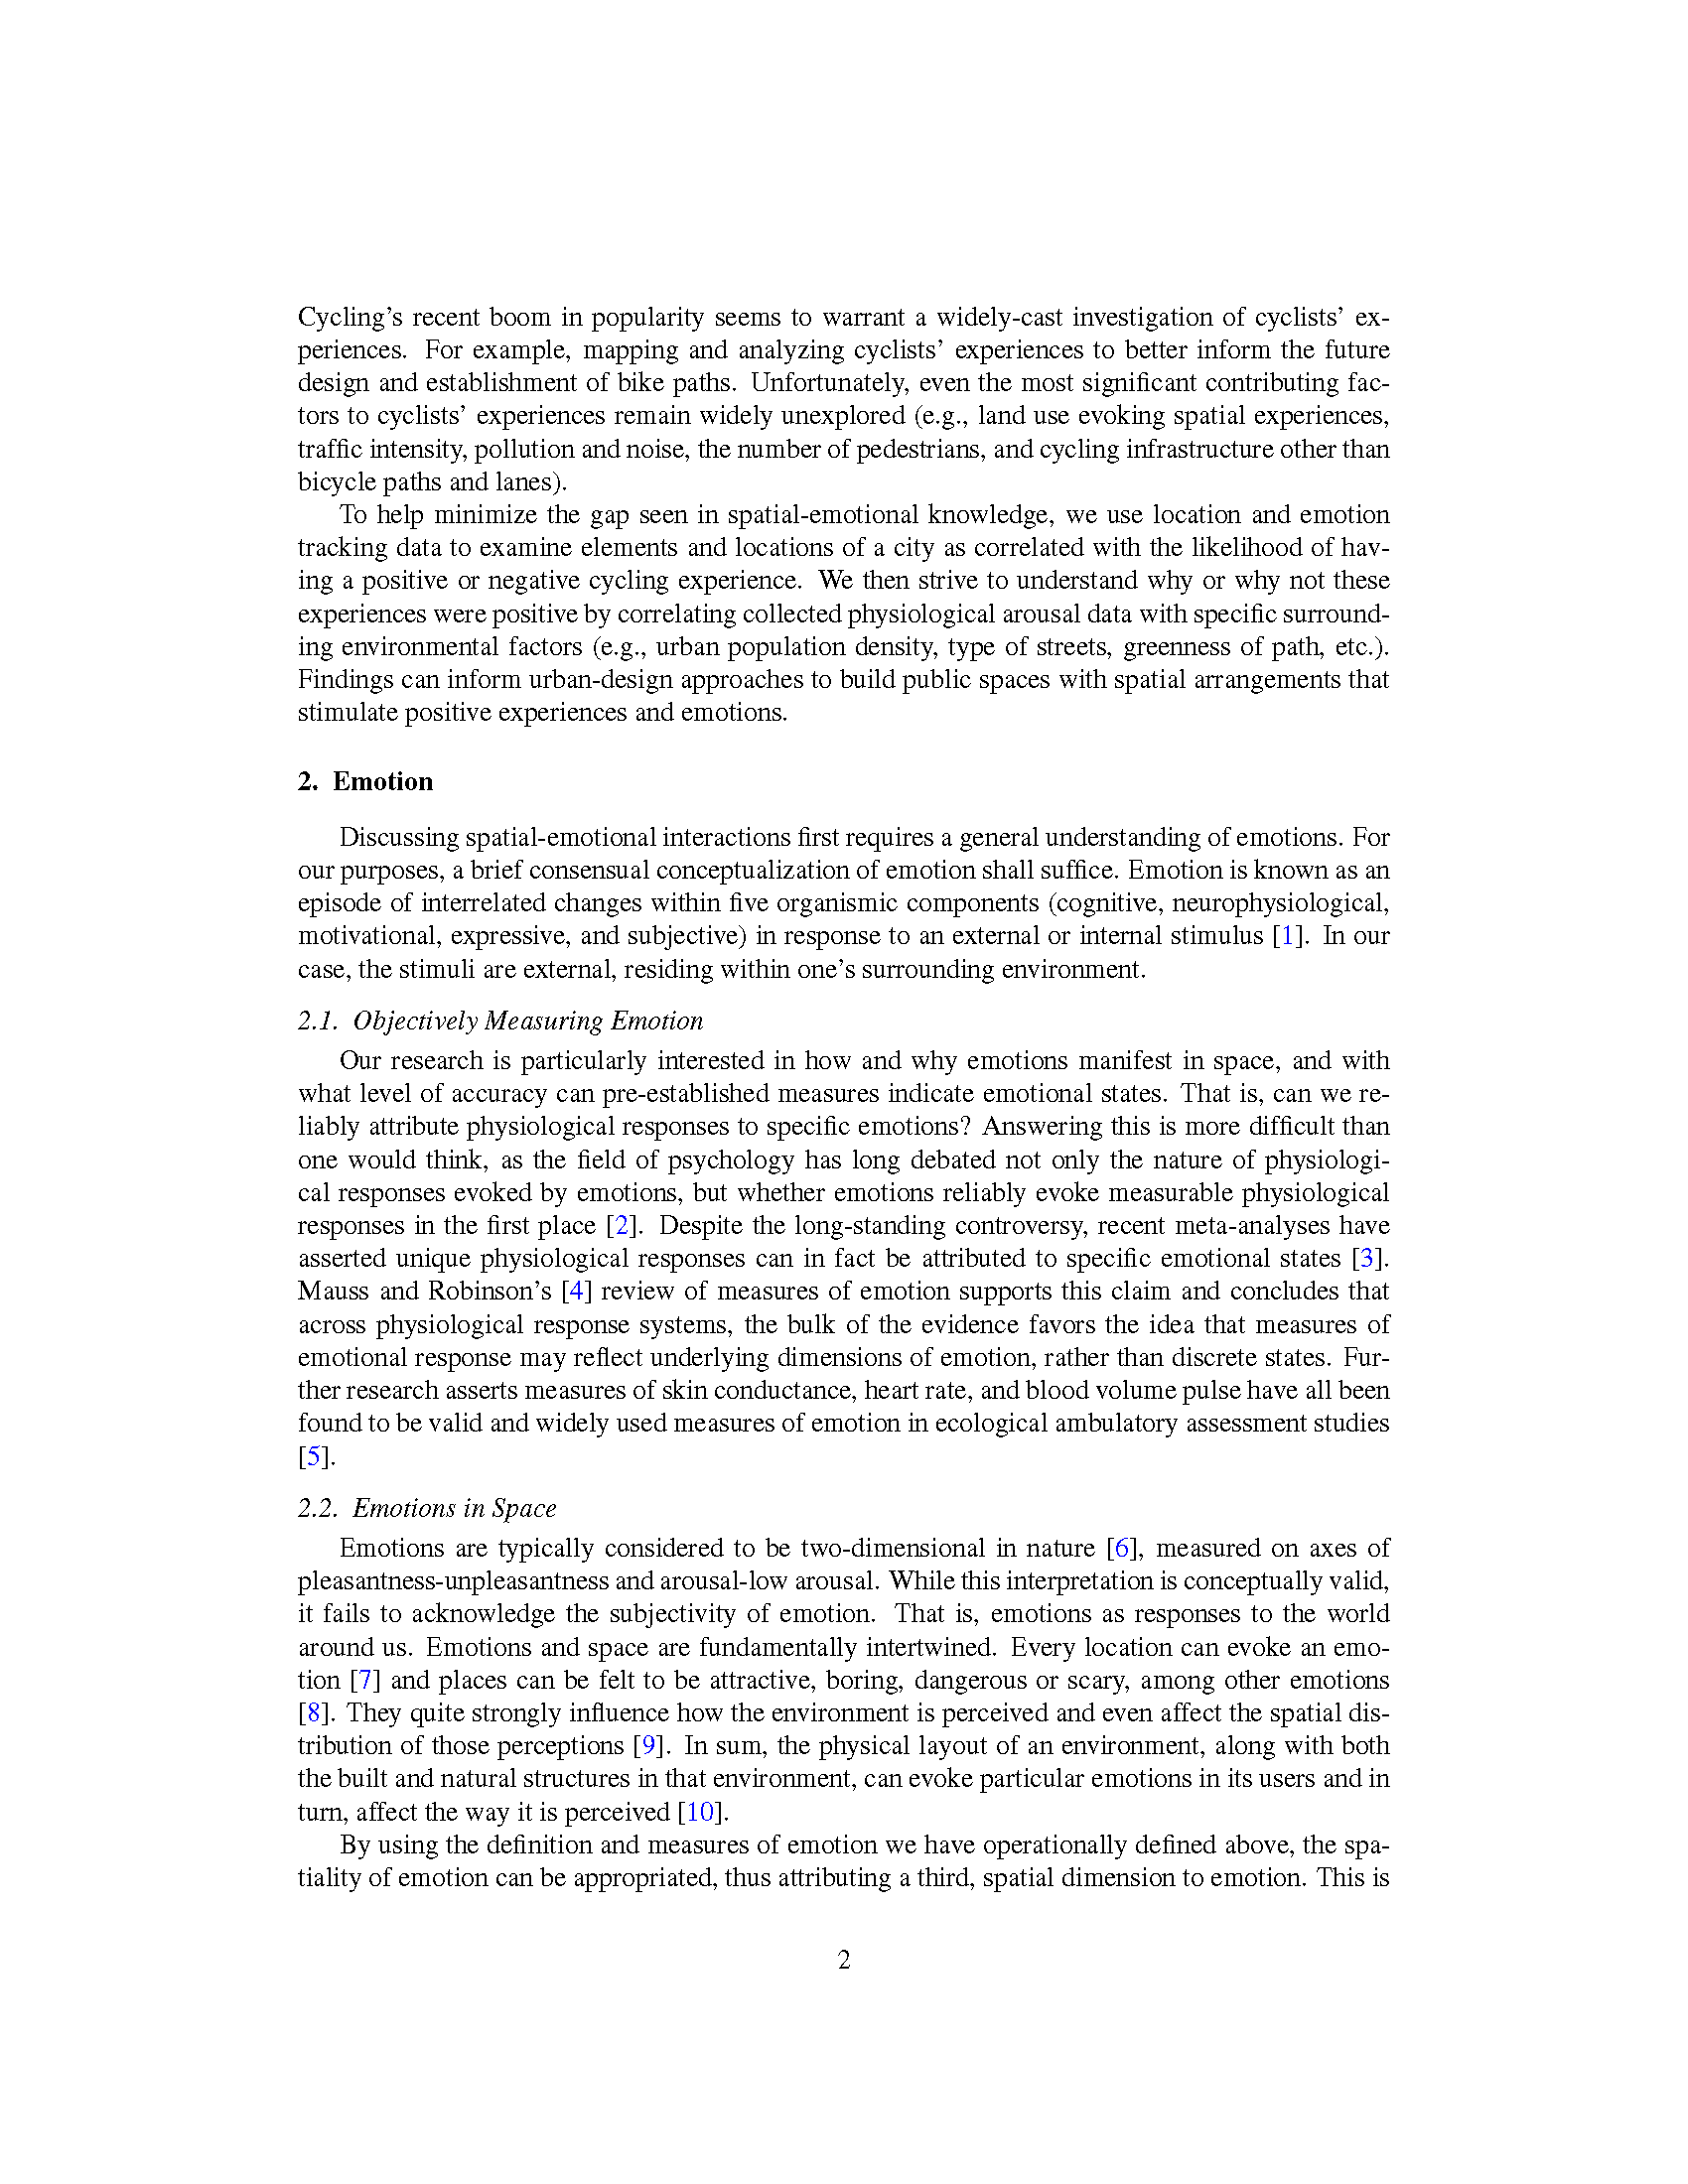 Cycling's recent boom in popularity seems to warrant a widely-cast investigation of cyclists' ex-
periences. For example, mapping and analyzing cyclists' experiences to better inform the future
design and establishment of bike paths. Unfortunately, even the most significant contributing fac-
tors to cyclists' experiences remain widely unexplored (e.g., land use evoking spatial experiences,
traffic intensity, pollution and noise, the number of pedestrians, and cycling infrastructure other than
bicycle paths and lanes).
To help minimize the gap seen in spatial-emotional knowledge, we use location and emotion
tracking data to examine elements and locations of a city as correlated with the likelihood of hav-
ing a positive or negative cycling experience. We then strive to understand why or why not these
experiences were positive by correlating collected physiological arousal data with specific surround-
ing environmental factors (e.g., urban population density, type of streets, greenness of path, etc.).
Findings can inform urban-design approaches to build public spaces with spatial arrangements that
stimulate positive experiences and emotions.
2. Emotion
Discussing spatial-emotional interactions first requires a general understanding of emotions. For
our purposes, a brief consensual conceptualization of emotion shall suffice. Emotion is known as an
episode of interrelated changes within five organismic components (cognitive, neurophysiological,
motivational, expressive, and subjective) in response to an external or internal stimulus [1]. In our
case, the stimuli are external, residing within one's surrounding environment.
2.1. Objectively Measuring Emotion
Our research is particularly interested in how and why emotions manifest in space, and with
what level of accuracy can pre-established measures indicate emotional states. That is, can we re-
liably attribute physiological responses to specific emotions? Answering this is more difficult than
one would think, as the field of psychology has long debated not only the nature of physiologi-
cal responses evoked by emotions, but whether emotions reliably evoke measurable physiological
responses in the first place [2]. Despite the long-standing controversy, recent meta-analyses have
asserted unique physiological responses can in fact be attributed to specific emotional states [3].
Mauss and Robinson's [4] review of measures of emotion supports this claim and concludes that
across physiological response systems, the bulk of the evidence favors the idea that measures of
emotional response may reflect underlying dimensions of emotion, rather than discrete states. Fur-
ther research asserts measures of skin conductance, heart rate, and blood volume pulse have all been
found to be valid and widely used measures of emotion in ecological ambulatory assessment studies
[5].
2.2. Emotions in Space
Emotions are typically considered to be two-dimensional in nature [6], measured on axes of
pleasantness-unpleasantness and arousal-low arousal. While this interpretation is conceptually valid,
it fails to acknowledge the subjectivity of emotion. That is, emotions as responses to the world
around us. Emotions and space are fundamentally intertwined. Every location can evoke an emo-
tion [7] and places can be felt to be attractive, boring, dangerous or scary, among other emotions
[8]. They quite strongly influence how the environment is perceived and even affect the spatial dis-
tribution of those perceptions [9]. In sum, the physical layout of an environment, along with both
the built and natural structures in that environment, can evoke particular emotions in its users and in
turn, affect the way it is perceived [10].
By using the definition and measures of emotion we have operationally defined above, the spa-
tiality of emotion can be appropriated, thus attributing a third, spatial dimension to emotion. This is
2